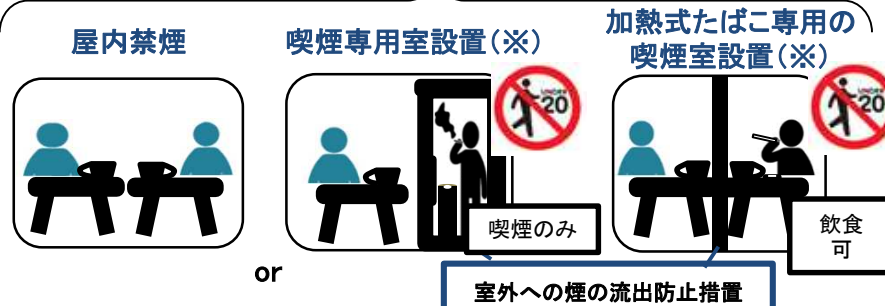 屋内禁煙
喫煙専用室設置(※)
加熱式たばこ専用の
喫煙室設置(※)
UNDER
20
UNDER
20
喫煙のみ
飲食
可
or
室外への煙の流出防止措置